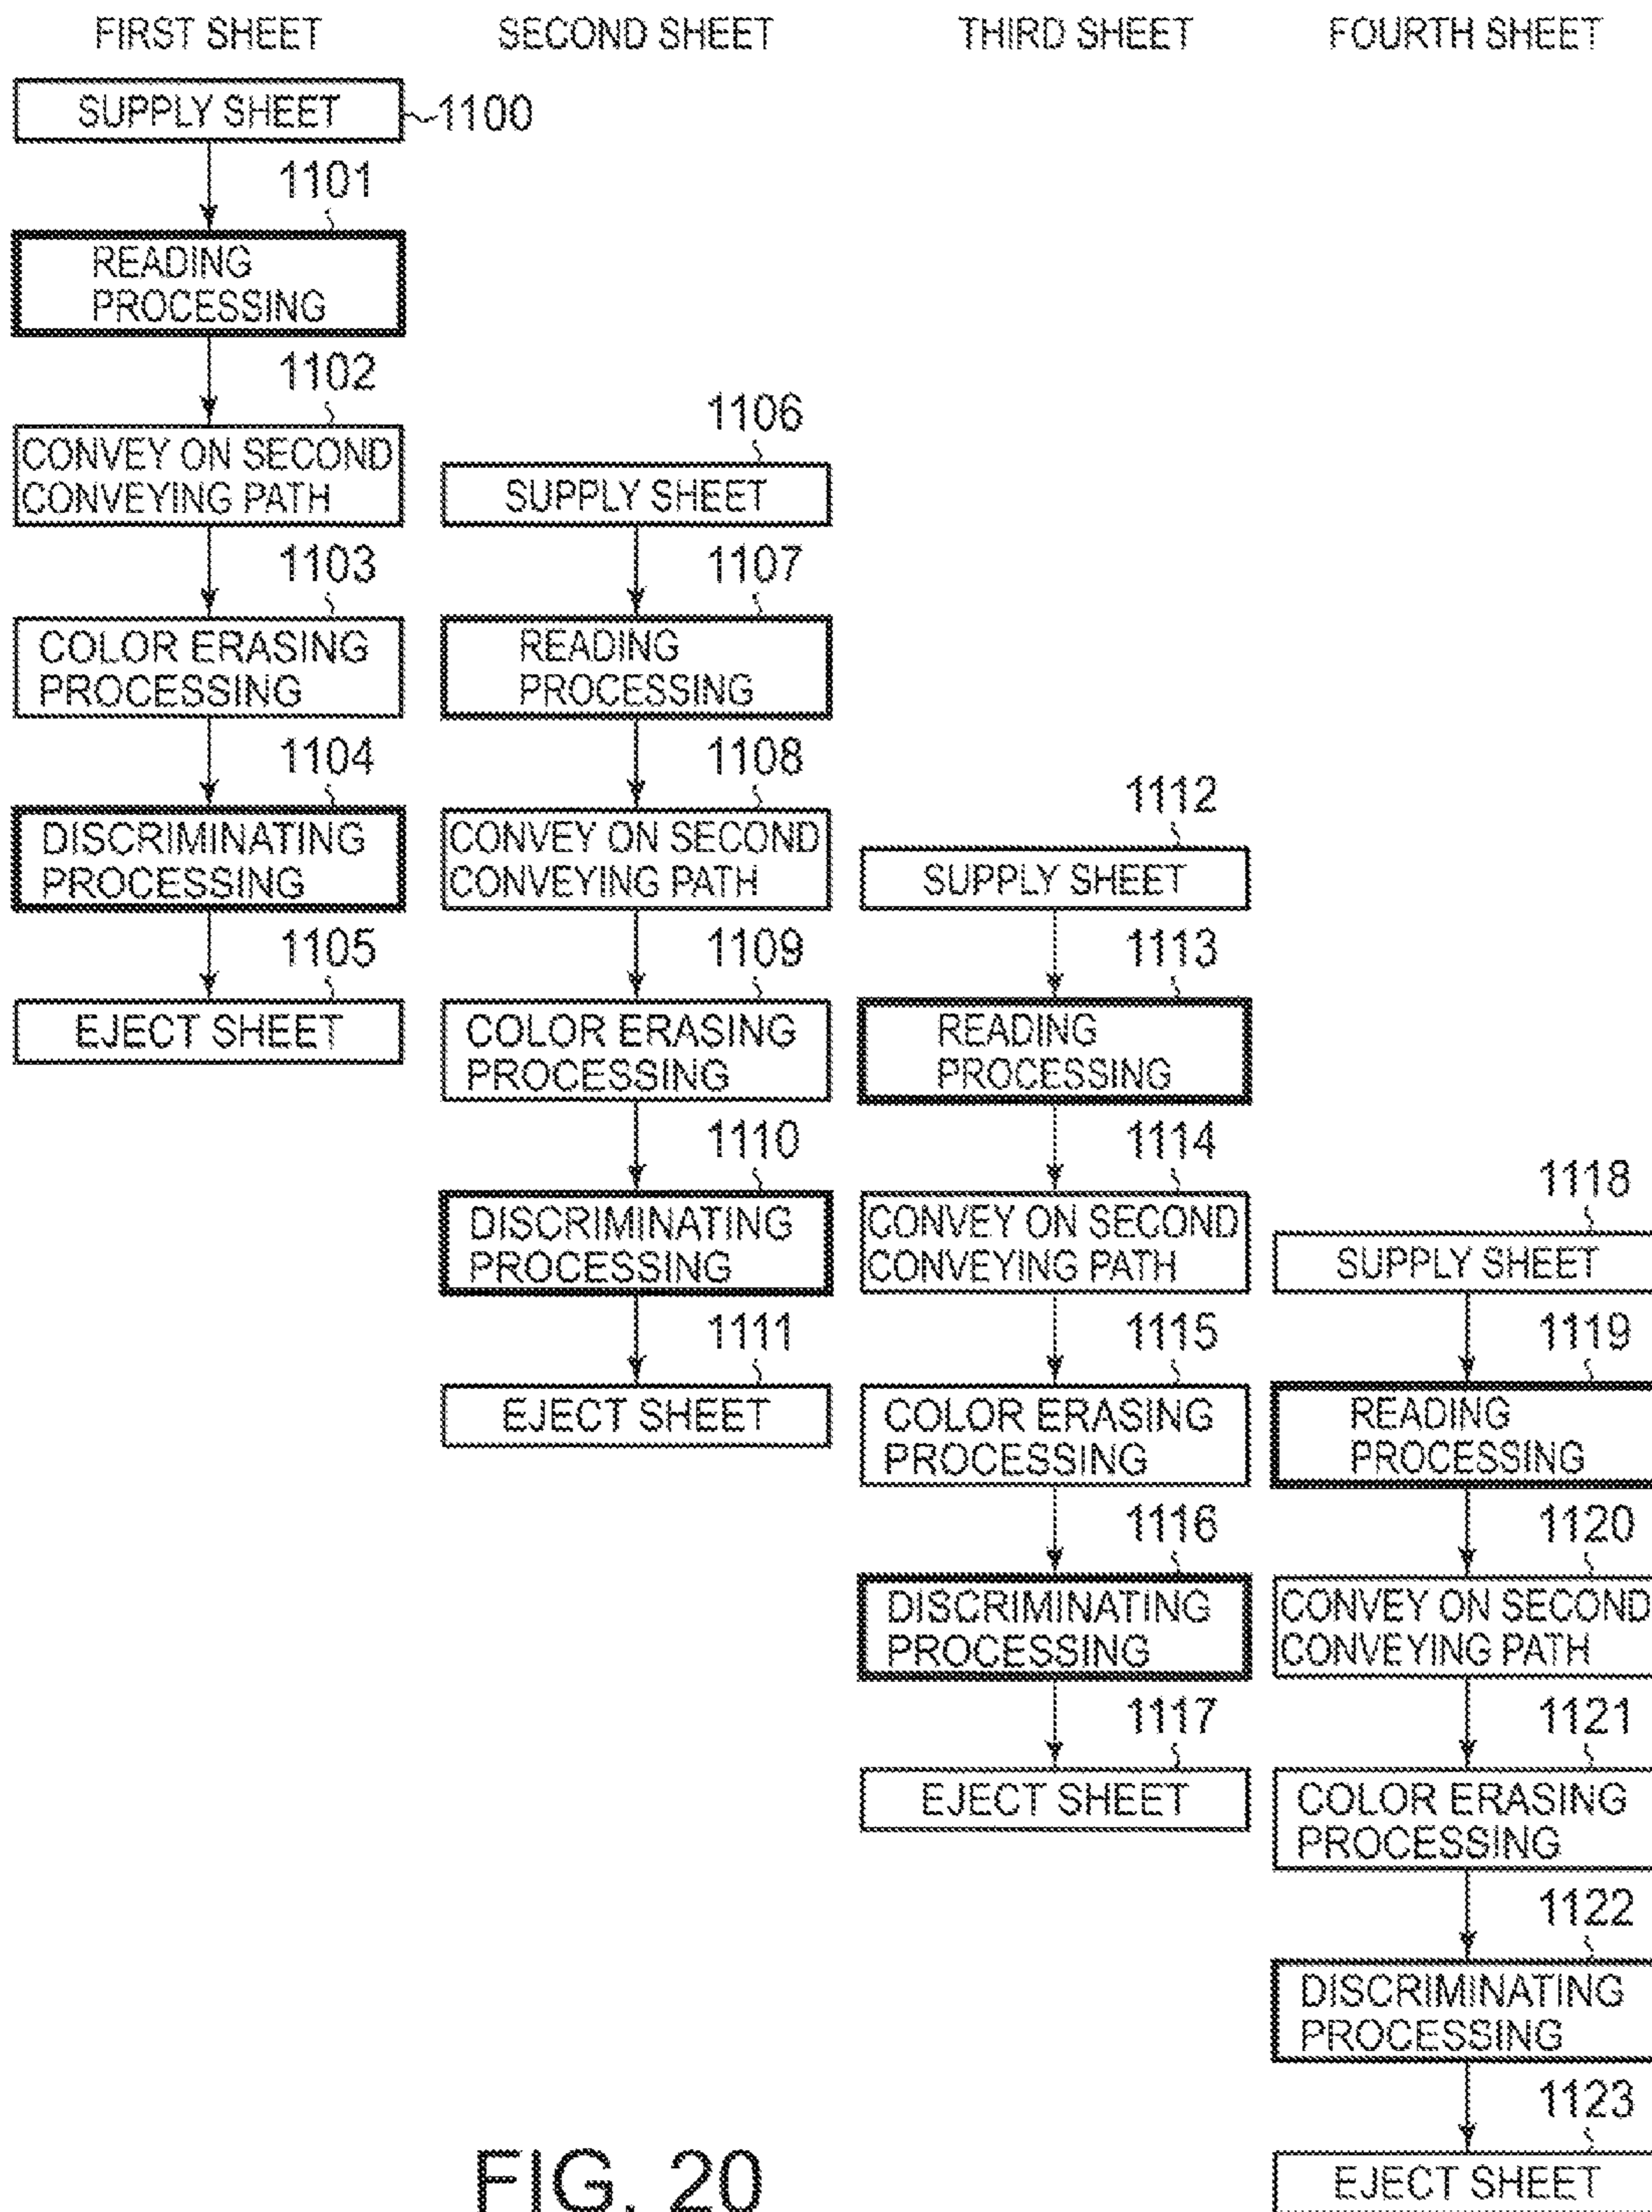 FIRST SHEET
SUPPLY SHEET
1100
1101
READING
PROCESSING
1102
CONVEY ON SECOND
CONVEYING PATH
1103
COLOR ERASING
PROCESSING
1104
DISCRIMINATING
PROCESSING
1105
EJECT SHEET
SECOND SHEET
1106
SUPPLY SHEET
1107
READING
PROCESSING
1108
CONVEY ON SECOND
CONVEYING PATH
1109
COLOR ERASING
PROCESSING
1110
DISCRIMINATING
PROCESSING
1111
EJECT SHEET
THIRD SHEET
1112
SUPPLY SHEET
1113
READING
PROCESSING
1114
CONVEY ON SECOND
CONVEYING PATH
1115
COLOR ERASING
PROCESSING
1116
DISCRIMINATING
PROCESSING
1117
EJECT SHEET
FOURTH SHEET
1118
SUPPLY SHEET
1119
READING
PROCESSING
1120
CONVEY ON SECOND
CONVEYING PATH
1121
COLOR ERASING
PROCESSING
1122
DISCRIMINATING
PROCESSING
1123
EJECT SHEET
FIG. 20